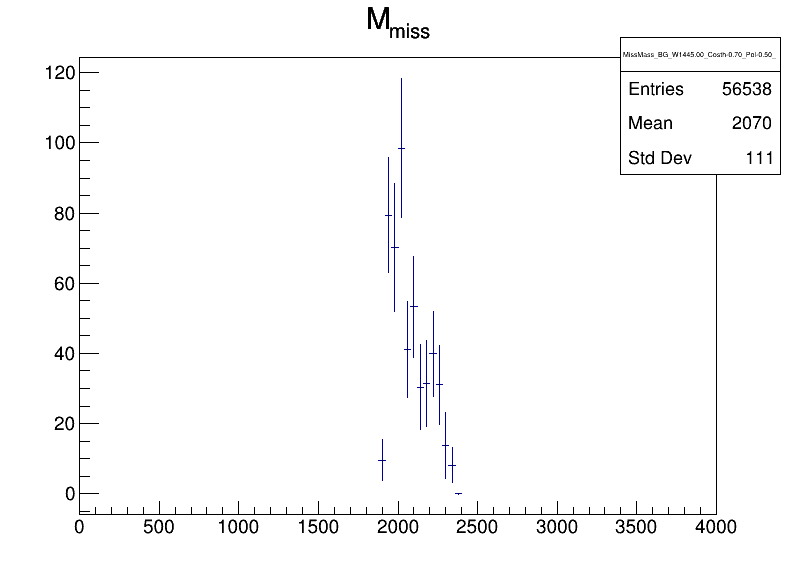 M_miss
MissMass_BG_W1445.00_Costh-0.70_Pol-0.50_
Entries 56538
Mean 2070
Std Dev 111
120
100
80
60
40
20
0
0 500 1000 1500 2000 2500 3000 3500 4000